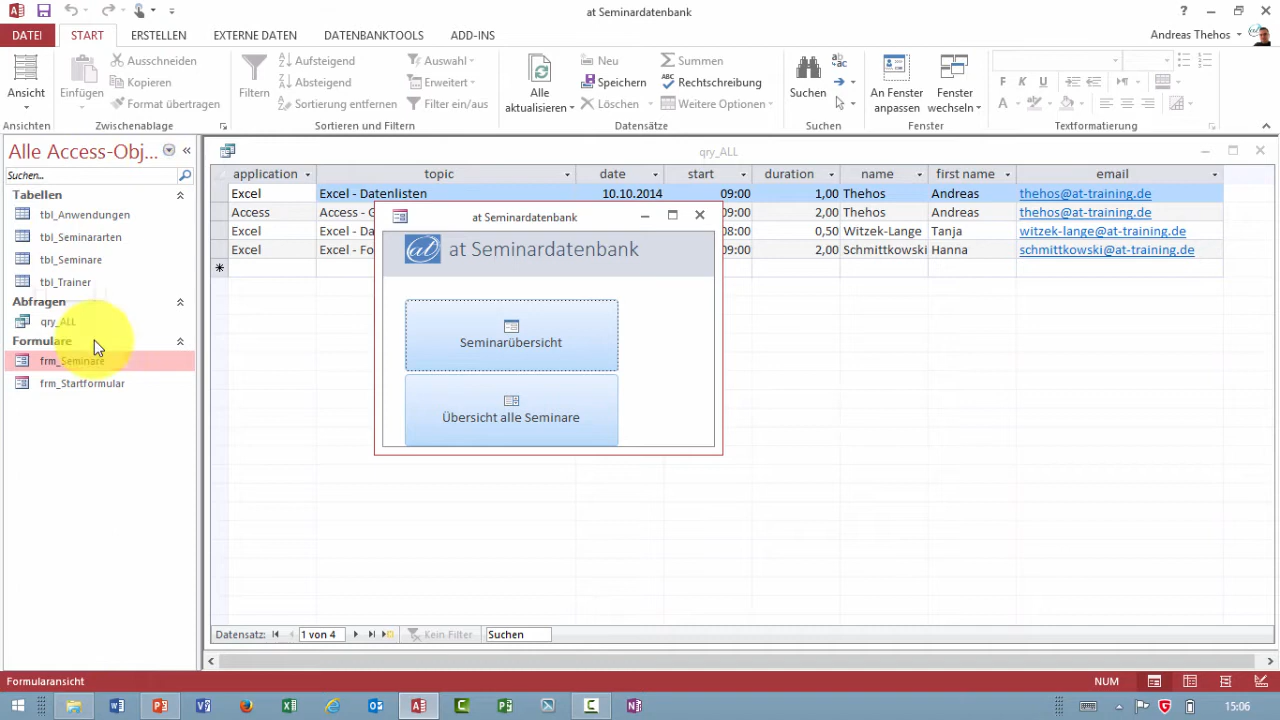 at Seminardatenbank
DATEI START ERSTELLEN EXTERNE DATEN DATENBANKTOOLS ADD-INS
Andreas Thehos
Ansicht
Ansichten
Einfügen
Ausschneiden
Kopieren
Format übertragen
Zwischenablage
Filtern
Aufsteigend
Absteigend
Sortierung entfernen
Auswahl
Erweitert
Filter ein/aus
Sortieren und Filtern
Alle aktualisieren
Neu
Speichern
Löschen
Summen
Rechtschreibung
Weitere Optionen
Datensätze
Suchen
Suchen
An Fenster anpassen
Fenster wechseln
Fenster
F K U
Textformatierung
Alle Access-Obj...
Suchen...
Tabellen
tbl_Anwendungen
tbl_Seminararten
tbl_Seminare
tbl_Trainer
Abfragen
qry_ALL
Formulare
frm_Seminare
frm_Startformular
qry_ALL
application topic date start duration name first name email
Excel Excel - Datenlisten 10.10.2014 09:00 1,00 Thehos Andreas thehos@at-training.de
Access Access - G 09:00 2,00 Thehos Andreas thehos@at-training.de
Excel Excel - Da 08:00 0,50 Witzek-Lange Tanja witzek-lange@at-training.de
Excel Excel - Fo 09:00 2,00 Schmittkowski Hanna schmittkowski@at-training.de
at Seminardatenbank
at at Seminardatenbank
Seminarübersicht
Übersicht alle Seminare
Datensatz: 1 von 4 Kein Filter Suchen
Formularansicht
NUM
15:06